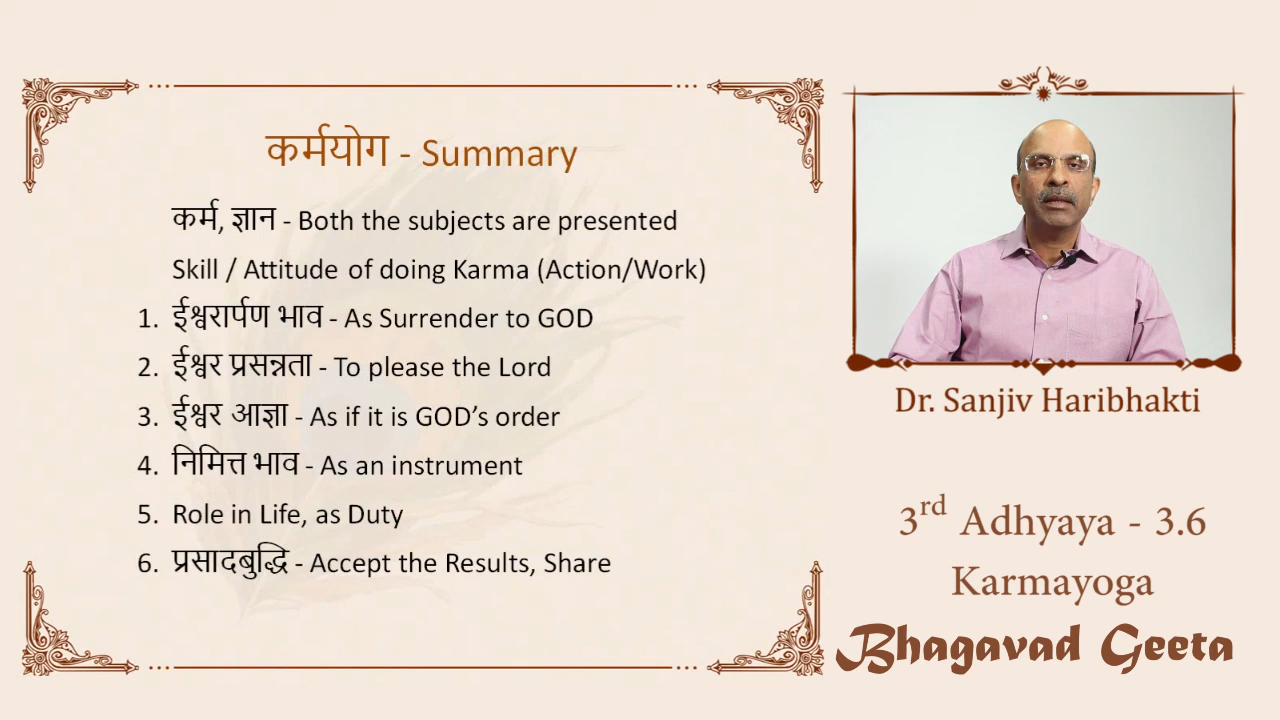 कर्मयोग - Summary
कर्म, ज्ञान - Both the subjects are presented
Skill / Attitude of doing Karma (Action/Work)
1. ईश्वरार्पण भाव - As Surrender to GOD
2. ईश्वर प्रसन्नता - To please the Lord
3. ईश्वर आज्ञा - As if it is GOD’s order
4. निमित्त भाव - As an instrument
5. Role in Life, as Duty
6. प्रसादबुद्धि - Accept the Results, Share
Dr. Sanjiv Haribhakti
3rd Adhyaya - 3.6
Karmayoga
Bhagavad Geeta